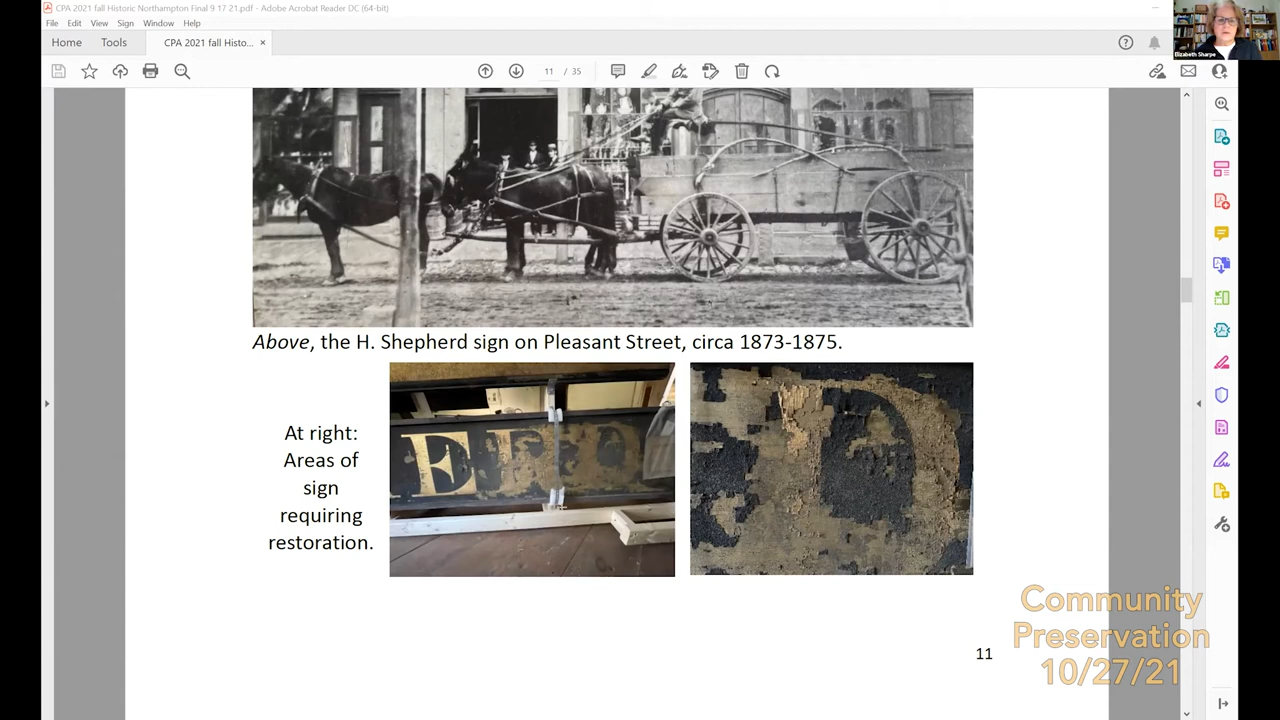 CPA 2021 fall Historic Northampton Final 9 17 21.pdf - Adobe Acrobat Reader DC (64-bit)
File Edit View Sign Window Help
Home Tools CPA 2021 fall Histo... ×
11 / 35
Elizabeth Sharpe
Above, the H. Shepherd sign on Pleasant Street, circa 1873-1875.
At right:
Areas of
sign
requiring
restoration.
E
D
11
Community
Preservation
10/27/21